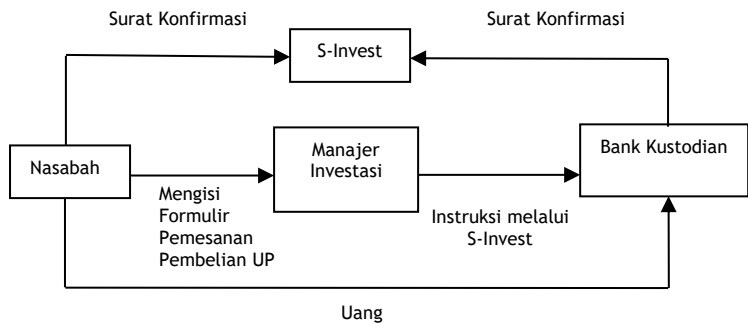 Surat Konfirmasi
Surat Konfirmasi
S-Invest
Nasabah
Manajer
Investasi
Bank Kustodian
Mengisi
Formulir
Pemesanan
Pembelian UP
Instruksi melalui
S-Invest
Uang